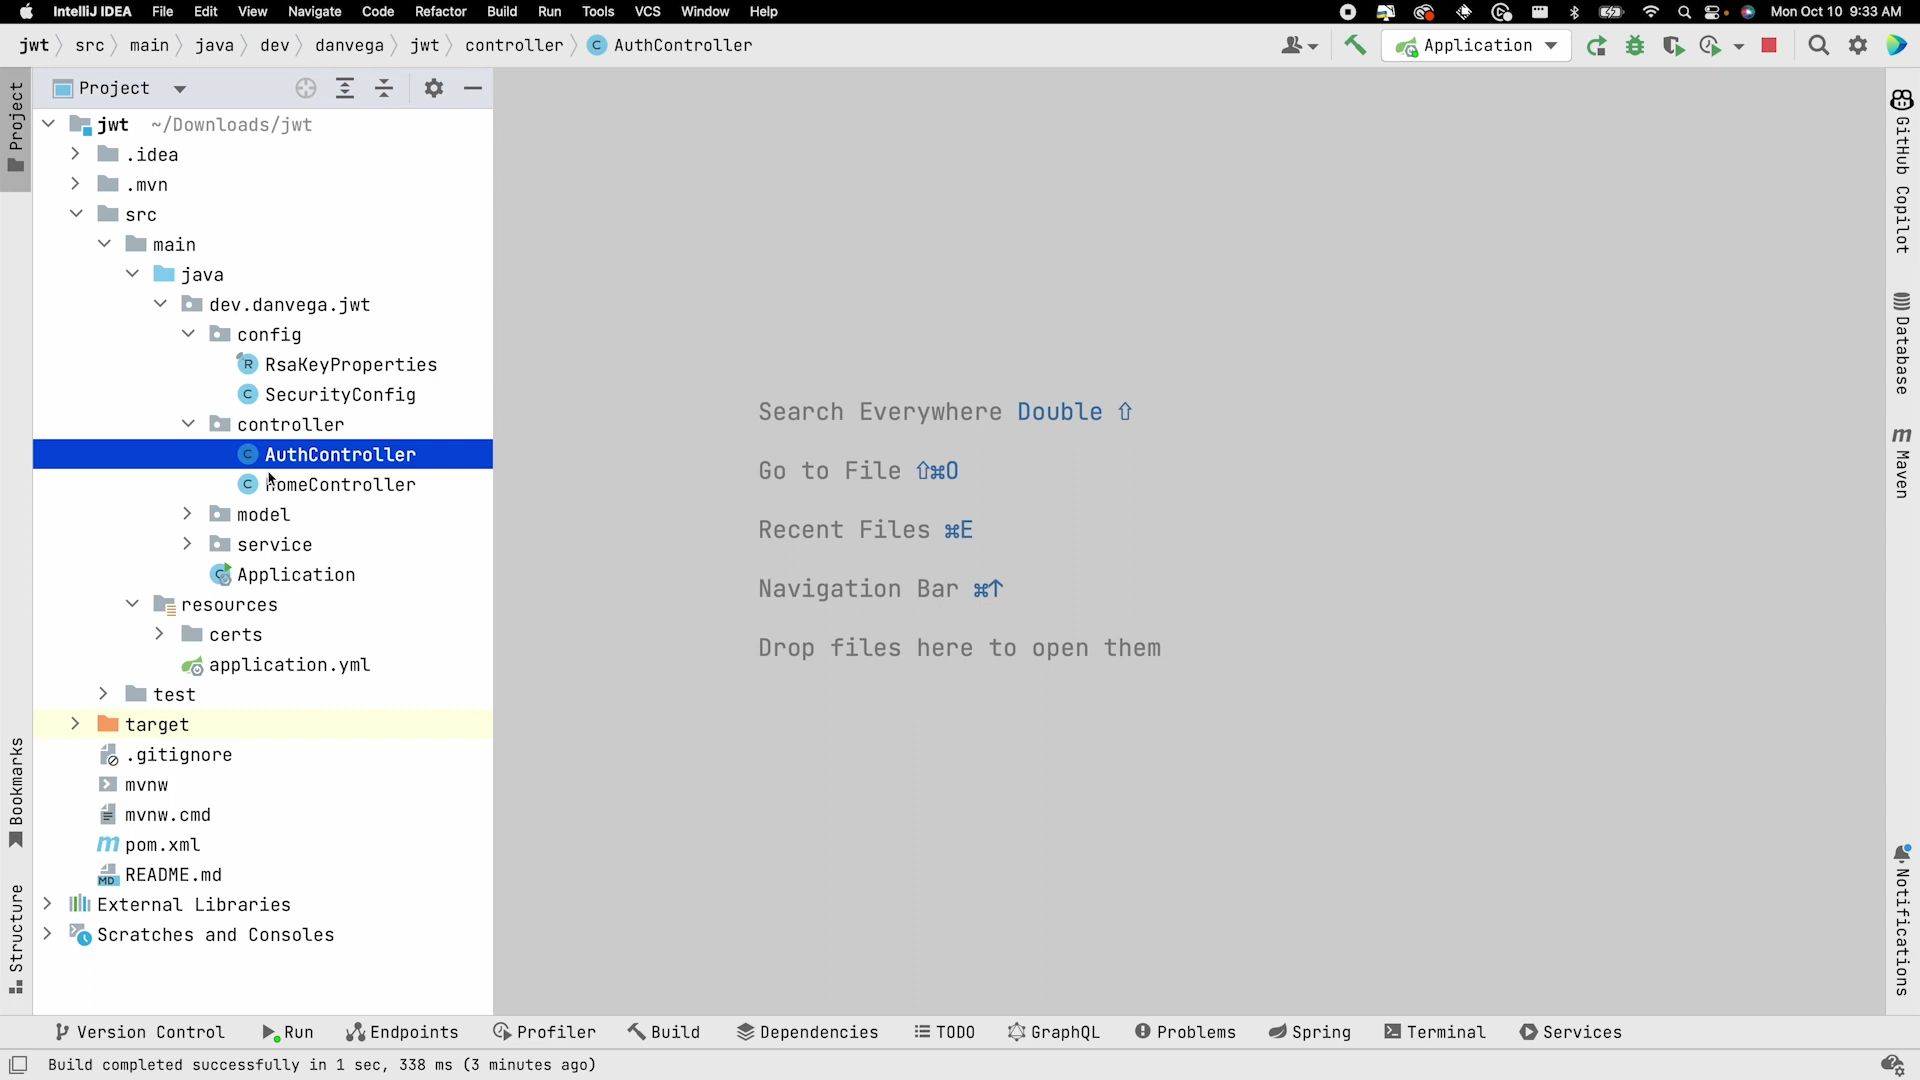 IntelliJ IDEA File Edit View Navigate Code Refactor Build Run Tools VCS Window Help Mon Oct 10 9:33 AM
jwt src main java dev danvega jwt controller AuthController Application
Project
jwt ~/Downloads/jwt
.idea
.mvn
src
main
java
dev.danvega.jwt
config
RsaKeyProperties
SecurityConfig
controller
AuthController
HomeController
model
service
Application
resources
certs
application.yml
test
target
.gitignore
mvnw
mvnw.cmd
pom.xml
README.md
External Libraries
Scratches and Consoles
Project
Bookmarks
Structure
Search Everywhere Double ⇧
Go to File ⇧⌘O
Recent Files ⌘E
Navigation Bar ⌘↑
Drop files here to open them
GitHub Copilot
Database
Maven
Notifications
Version Control Run Endpoints Profiler Build Dependencies TODO GraphQL Problems Spring Terminal Services
Build completed successfully in 1 sec, 338 ms (3 minutes ago)